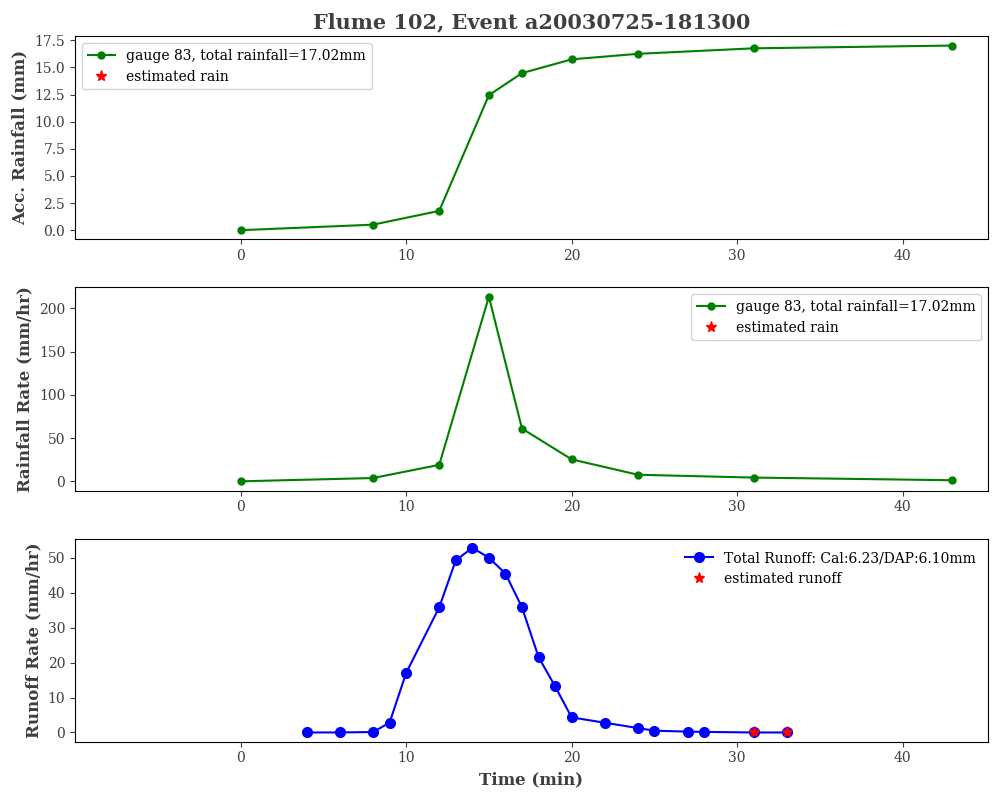 Flume 102, Event a20030725-181300
17.5
15.0
12.5
10.0
7.5
5.0
2.5
0.0
Acc. Rainfall (mm)
gauge 83, total rainfall=17.02mm
estimated rain
0 10 20 30 40
200
150
100
50
0
Rainfall Rate (mm/hr)
gauge 83, total rainfall=17.02mm
estimated rain
0 10 20 30 40
50
40
30
20
10
0
Runoff Rate (mm/hr)
Total Runoff: Cal:6.23/DAP:6.10mm
estimated runoff
0 10 20 30 40
Time (min)